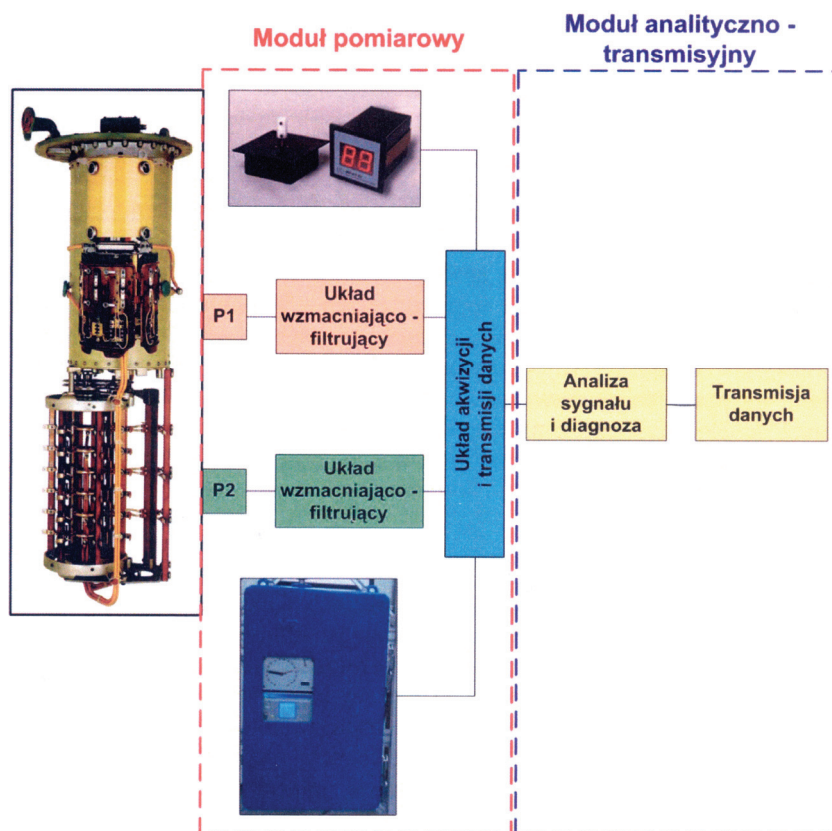 Moduł pomiarowy
Moduł analityczno -
transmisyjny
88
P1
Układ
wzmacniająco -
filtrujący
P2
Układ
wzmacniająco -
filtrujący
Układ akwizycji
i transmisji danych
Analiza
sygnału
i diagnoza
Transmisja
danych